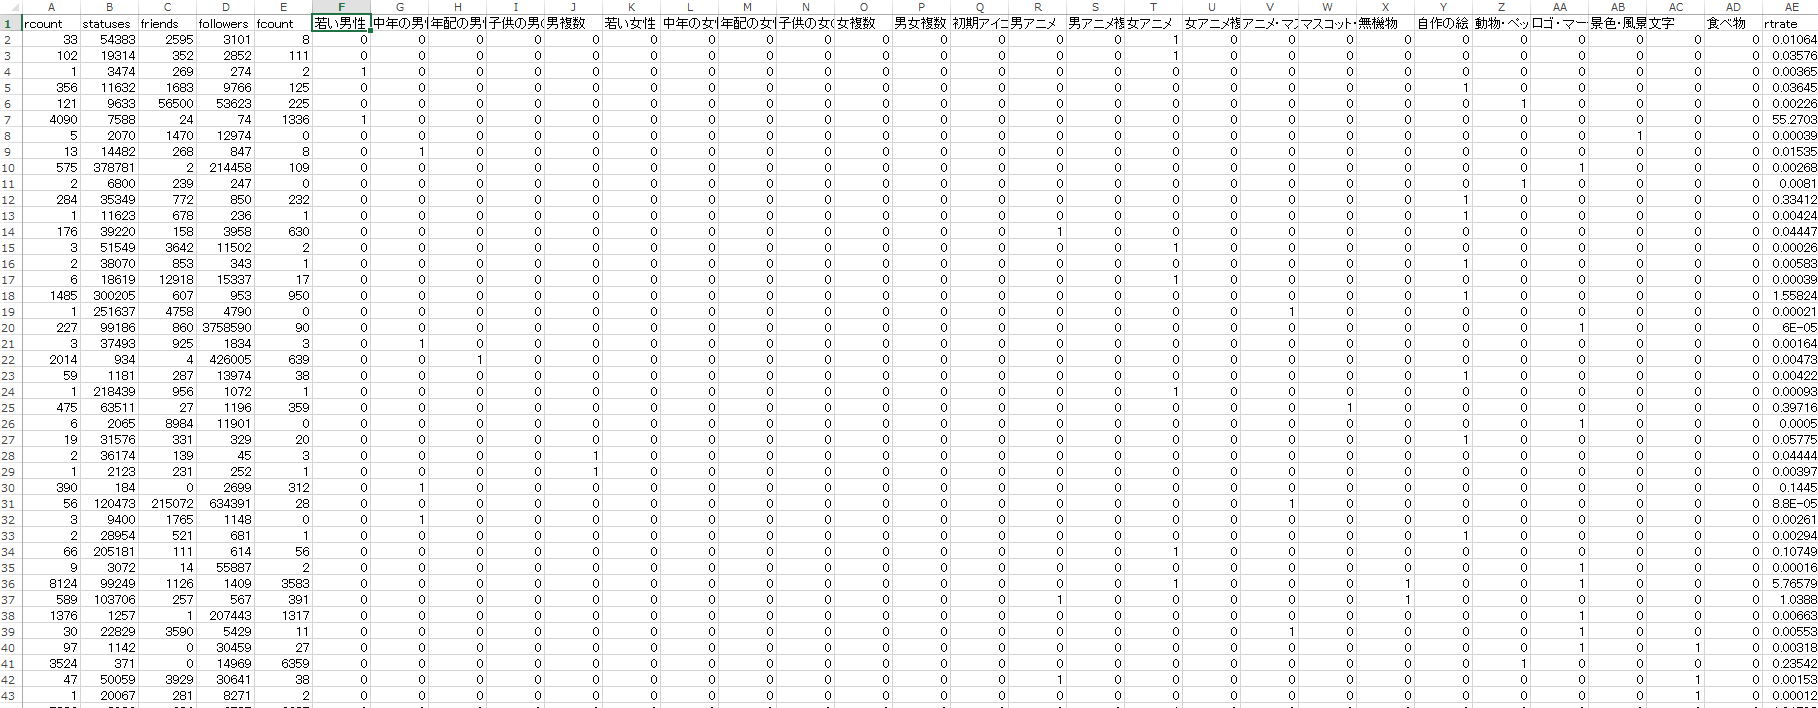 A B C D E F G H I J K L M N O P Q R S T U V W X Y Z AA AB AC AD AE
1 rcount statuses friends followers fcount 若い男性 中年の男 年配の男 子供の男の 男複数 若い女性 中年の女 年配の女 子供の女の 女複数 男女複数 初期アイコ 男アニメ 男アニメ複 女アニメ 女アニメ複 アニメ・マス マスコット・ 無機物 自作の絵 動物・ペッ ロゴ・マー 景色・風景 文字 食べ物 rtrate
2 33 54383 2595 3101 8 0 0 0 0 0 0 0 0 0 0 0 0 0 0 1 0 0 0 0 0 0 0 0 0 0 0.01064
3 102 19314 352 2852 111 0 0 0 0 0 0 0 0 0 0 0 0 0 0 1 0 0 0 0 0 0 0 0 0 0 0.03576
4 1 3474 269 274 2 1 0 0 0 0 0 0 0 0 0 0 0 0 0 0 0 0 0 0 0 0 0 0 0 0 0.00365
5 356 11632 1683 9766 125 0 0 0 0 0 0 0 0 0 0 0 0 0 0 0 0 0 0 0 1 0 0 0 0 0 0.03645
6 121 9633 56500 53623 225 0 0 0 0 0 0 0 0 0 0 0 0 0 0 0 0 0 0 0 0 1 0 0 0 0 0.00226
7 4090 7588 24 74 1336 1 0 0 0 0 0 0 0 0 0 0 0 0 0 0 0 0 0 0 0 0 0 0 0 0 55.2703
8 5 2070 1470 12974 0 0 0 0 0 0 0 0 0 0 0 0 0 0 0 0 0 0 0 0 0 0 0 1 0 0 0.00039
9 13 14482 268 847 8 0 1 0 0 0 0 0 0 0 0 0 0 0 0 0 0 0 0 0 0 0 0 0 0 0 0.01535
10 575 378781 2 214458 109 0 0 0 0 0 0 0 0 0 0 0 0 0 0 0 0 0 0 0 0 0 1 0 0 0 0.00268
11 2 6800 239 247 0 0 0 0 0 0 0 0 0 0 0 0 0 0 0 0 0 0 0 0 0 1 0 0 0 0 0.0081
12 284 35349 772 850 232 0 0 0 0 0 0 0 0 0 0 0 0 0 0 0 0 0 0 0 1 0 0 0 0 0 0.33412
13 1 11623 678 236 1 0 0 0 0 0 0 0 0 0 0 0 0 0 0 0 0 0 0 0 1 0 0 0 0 0 0.00424
14 176 39220 158 3958 630 0 0 0 0 0 0 0 0 0 0 0 0 1 0 0 0 0 0 0 0 0 0 0 0 0 0.04447
15 3 51549 3642 11502 2 0 0 0 0 0 0 0 0 0 0 0 0 0 0 1 0 0 0 0 0 0 0 0 0 0 0.00026
16 2 38070 853 343 1 0 0 0 0 0 0 0 0 0 0 0 0 0 0 0 0 0 0 0 1 0 0 0 0 0 0.00583
17 6 18619 12918 15337 17 0 0 0 0 0 0 0 0 0 0 0 0 0 0 1 0 0 0 0 0 0 0 0 0 0 0.00039
18 1485 300205 607 953 950 0 0 0 0 0 0 0 0 0 0 0 0 0 0 0 0 0 0 0 1 0 0 0 0 0 1.55824
19 1 251637 4758 4790 0 0 0 0 0 0 0 0 0 0 0 0 0 0 0 0 0 1 0 0 0 0 0 0 0 0 0.00021
20 227 99186 860 3758590 90 0 0 0 0 0 0 0 0 0 0 0 0 0 0 0 0 0 0 0 0 0 1 0 0 0 6E-05
21 3 37493 925 1834 3 0 1 0 0 0 0 0 0 0 0 0 0 0 0 0 0 0 0 0 0 0 0 0 0 0 0.00164
22 2014 934 4 426005 639 0 0 1 0 0 0 0 0 0 0 0 0 0 0 0 0 0 0 0 0 0 0 0 0 0 0.00473
23 59 1181 287 13974 38 0 0 0 0 0 0 0 0 0 0 0 0 0 0 0 0 0 0 0 1 0 0 0 0 0 0.00422
24 1 218439 956 1072 1 0 0 0 0 0 0 0 0 0 0 0 0 0 0 1 0 0 0 0 0 0 0 0 0 0 0.00093
25 475 63511 27 1196 359 0 0 0 0 0 0 0 0 0 0 0 0 0 0 0 0 0 1 0 0 0 0 0 0 0 0.39716
26 6 2065 8984 11901 0 0 0 0 0 0 0 0 0 0 0 0 0 0 0 0 0 0 0 0 0 0 1 0 0 0 0.0005
27 19 31576 331 329 20 0 0 0 0 0 0 0 0 0 0 0 0 0 0 0 0 0 0 0 1 0 0 0 0 0 0.05775
28 2 36174 139 45 3 0 0 0 0 1 0 0 0 0 0 0 0 0 0 0 0 0 0 0 0 0 0 0 0 0 0.04444
29 1 2123 231 252 1 0 0 0 0 1 0 0 0 0 0 0 0 0 0 0 0 0 0 0 0 0 0 0 0 0 0.00397
30 390 184 0 2699 312 0 1 0 0 0 0 0 0 0 0 0 0 0 0 0 0 0 0 0 0 0 0 0 0 0 0.1445
31 56 120473 215072 634391 28 0 0 0 0 0 0 0 0 0 0 0 0 0 0 0 0 1 0 0 0 0 0 0 0 0 8.8E-05
32 3 9400 1765 1148 0 0 1 0 0 0 0 0 0 0 0 0 0 0 0 0 0 0 0 0 0 0 0 0 0 0 0.00261
33 2 28954 521 681 1 0 0 0 0 0 0 0 0 0 0 0 0 0 0 0 0 0 0 0 1 0 0 0 0 0 0.00294
34 66 205181 111 614 56 0 0 0 0 0 0 0 0 0 0 0 0 0 0 1 0 0 0 0 0 0 0 0 0 0 0.10749
35 9 3072 14 55887 2 0 0 0 0 0 0 0 0 0 0 0 0 0 0 0 0 0 0 0 0 0 1 0 0 0 0.00016
36 8124 99249 1126 1409 3583 0 0 0 0 0 0 0 0 0 0 0 0 0 0 1 0 0 0 1 0 0 1 0 0 0 5.76579
37 589 103706 257 567 391 0 0 0 0 0 0 0 0 0 0 0 0 1 0 0 0 0 0 1 0 0 0 0 0 0 1.0388
38 1376 1257 1 207443 1317 0 0 0 0 0 0 0 0 0 0 0 0 0 0 0 0 0 0 0 0 0 1 0 0 0 0.00663
39 30 22829 3590 5429 11 0 0 0 0 0 0 0 0 0 0 0 0 0 0 0 0 1 0 0 0 0 1 0 0 0 0.00553
40 97 1142 0 30459 27 0 0 0 0 0 0 0 0 0 0 0 0 0 0 0 0 0 0 0 0 0 1 0 1 0 0.00318
41 3524 371 0 14969 6359 0 0 0 0 0 0 0 0 0 0 0 0 0 0 0 0 0 0 0 0 1 0 0 0 0 0.23542
42 47 50059 3929 30641 38 0 0 0 0 0 0 0 0 0 0 0 0 1 0 0 0 0 0 0 0 0 0 0 1 0 0.00153
43 1 20067 281 8271 2 0 0 0 0 0 0 0 0 0 0 0 0 0 0 0 0 0 0 0 0 0 0 0 1 0 0.00012